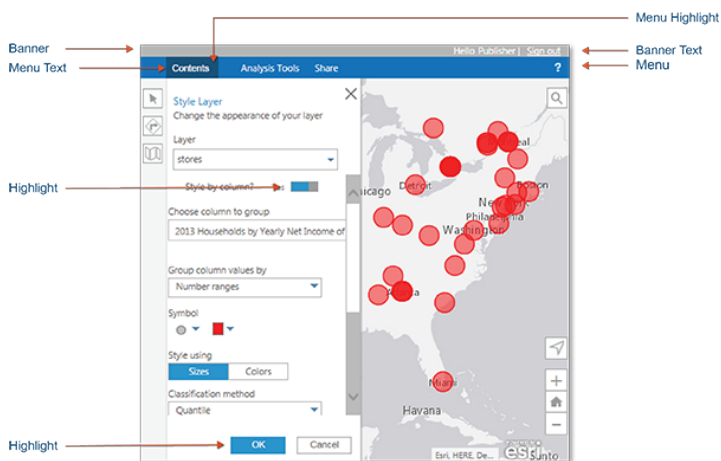 Menu Highlight
Banner
Hello Publisher | Sign out
Banner Text
Menu Text
Contents
Analysis Tools
Share
?
Menu
Style Layer
Change the appearance of your layer
Layer
stores
Highlight
Style by column?
Choose column to group
2013 Households by Yearly Net Income of
Group column values by
Number ranges
Symbol
Style using
Sizes
Colors
Classification method
Quantile
Highlight
OK
Cancel
Detroit
Boston
Philadelphia
Washington
Miami
Havana
Esri, HERE, De...
esri